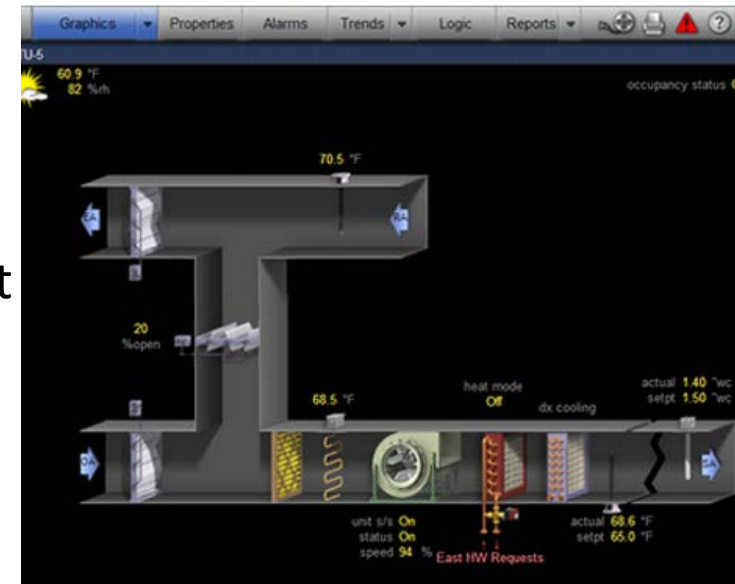 Graphics Properties Alarms Trends Logic Reports ?
TU-5
60.9 °F
82 %rh
occupancy status
70.5 °F
EA
RA
t
20
%open
68.5 °F
heat mode
Off
dx cooling
actual 1.40 "wc
setpt 1.50 "wc
OA
SA
unit s/s On
status On
speed 94 %
East HW Requests
actual 68.6 °F
setpt 65.0 °F